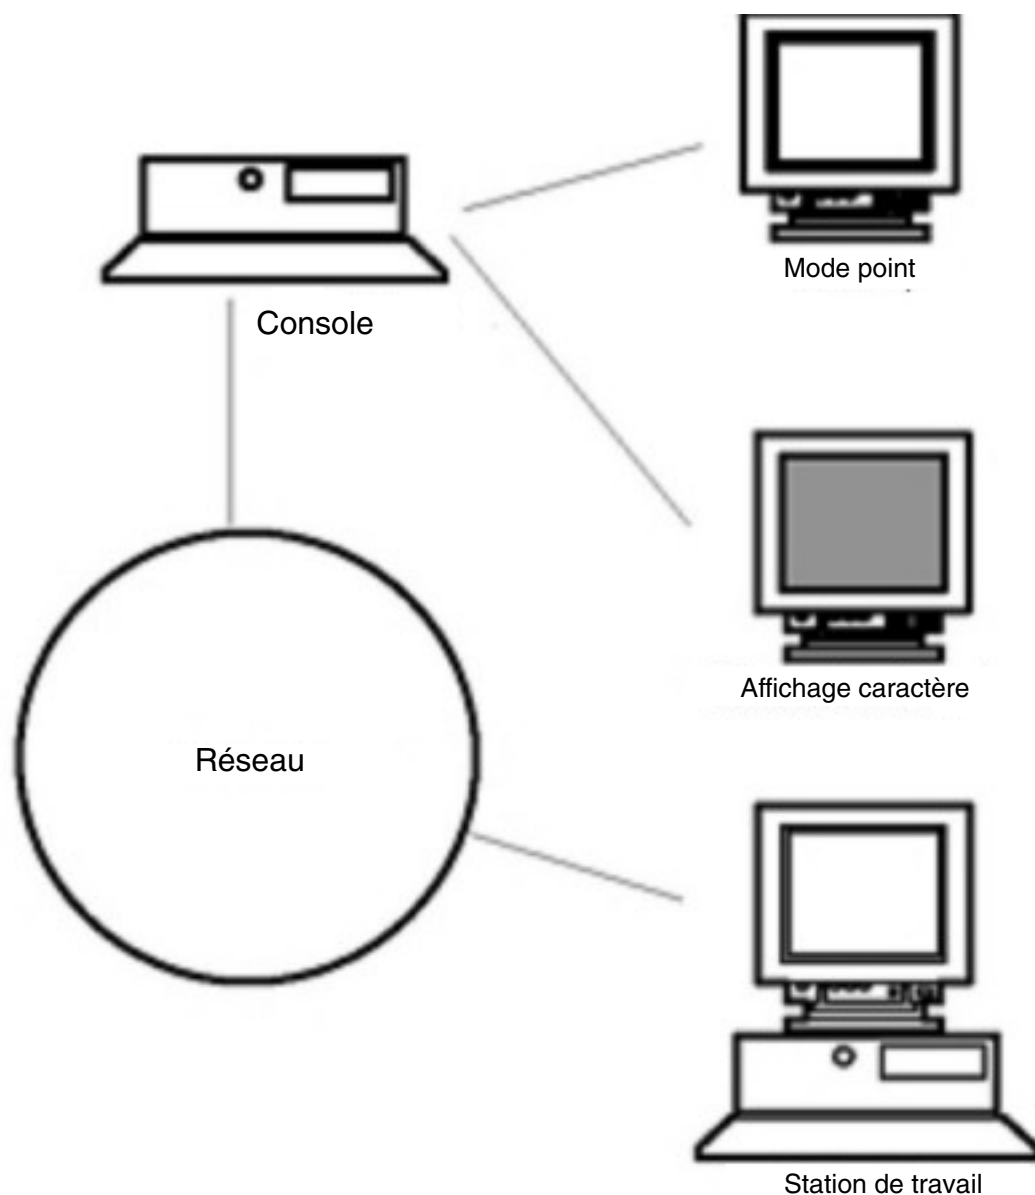 Mode point
Console
Affichage caractère
Réseau
Station de travail